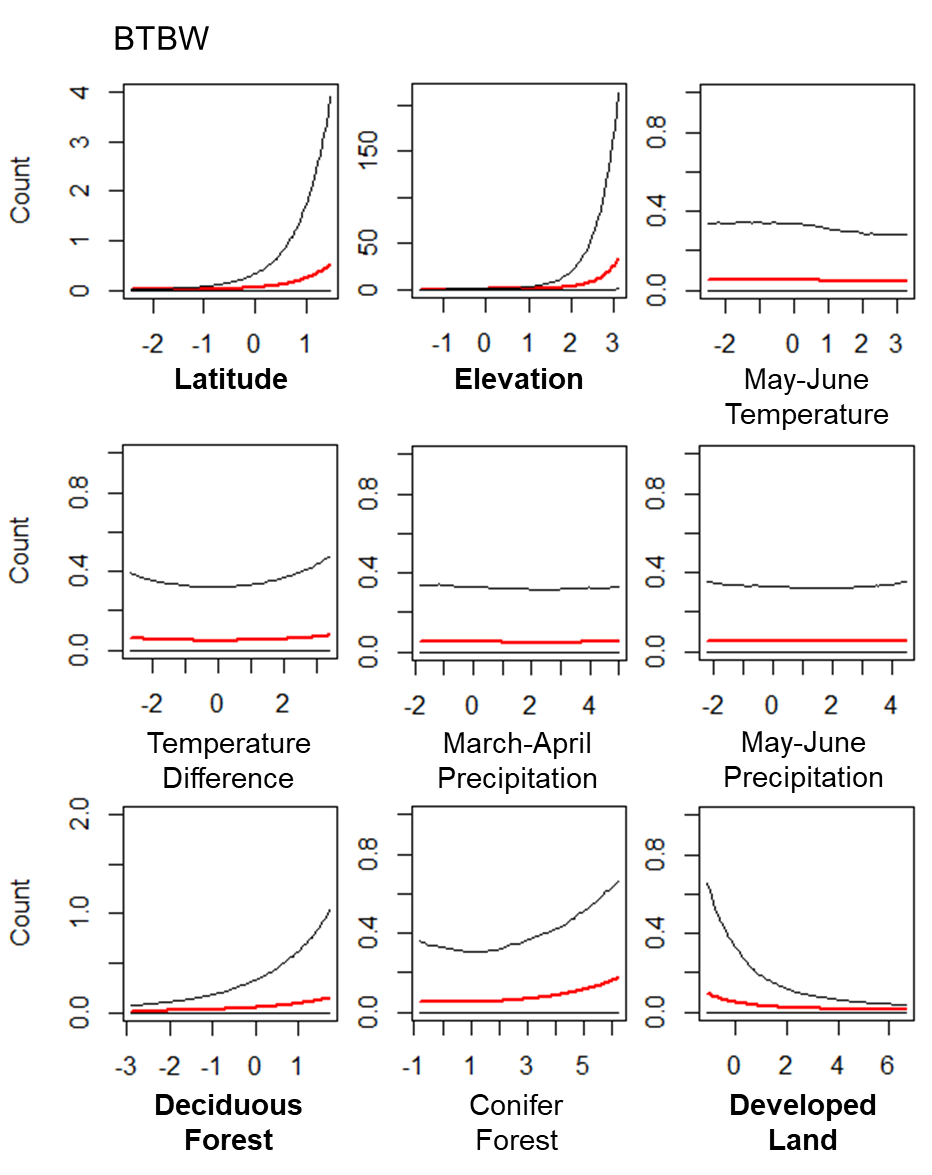 BTBW
Count
0 1 2 3 4
-2 -1 0 1
Latitude
0 50 150
-1 0 1 2 3
Elevation
0.0 0.4 0.8
-2 0 1 2 3
May-June
Temperature
Count
0.0 0.4 0.8
-2 0 2
Temperature
Difference
0.0 0.4 0.8
-2 0 2 4
March-April
Precipitation
0.0 0.4 0.8
-2 0 2 4
May-June
Precipitation
Count
0.0 1.0 2.0
-3 -2 -1 0 1
Deciduous
Forest
0.0 0.4 0.8
-1 1 3 5
Conifer
Forest
0.0 0.4 0.8
0 2 4 6
Developed
Land